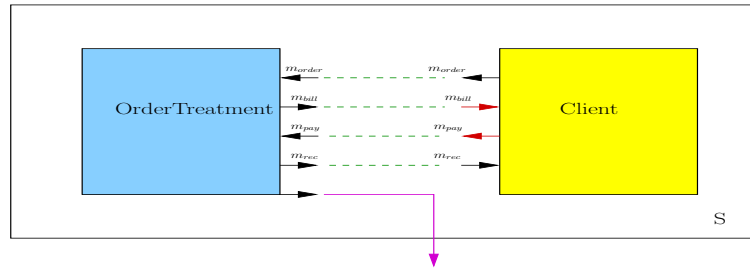 m_order m_order
m_bill m_bill
OrderTreatment Client
m_pay m_pay
m_rec m_rec
S